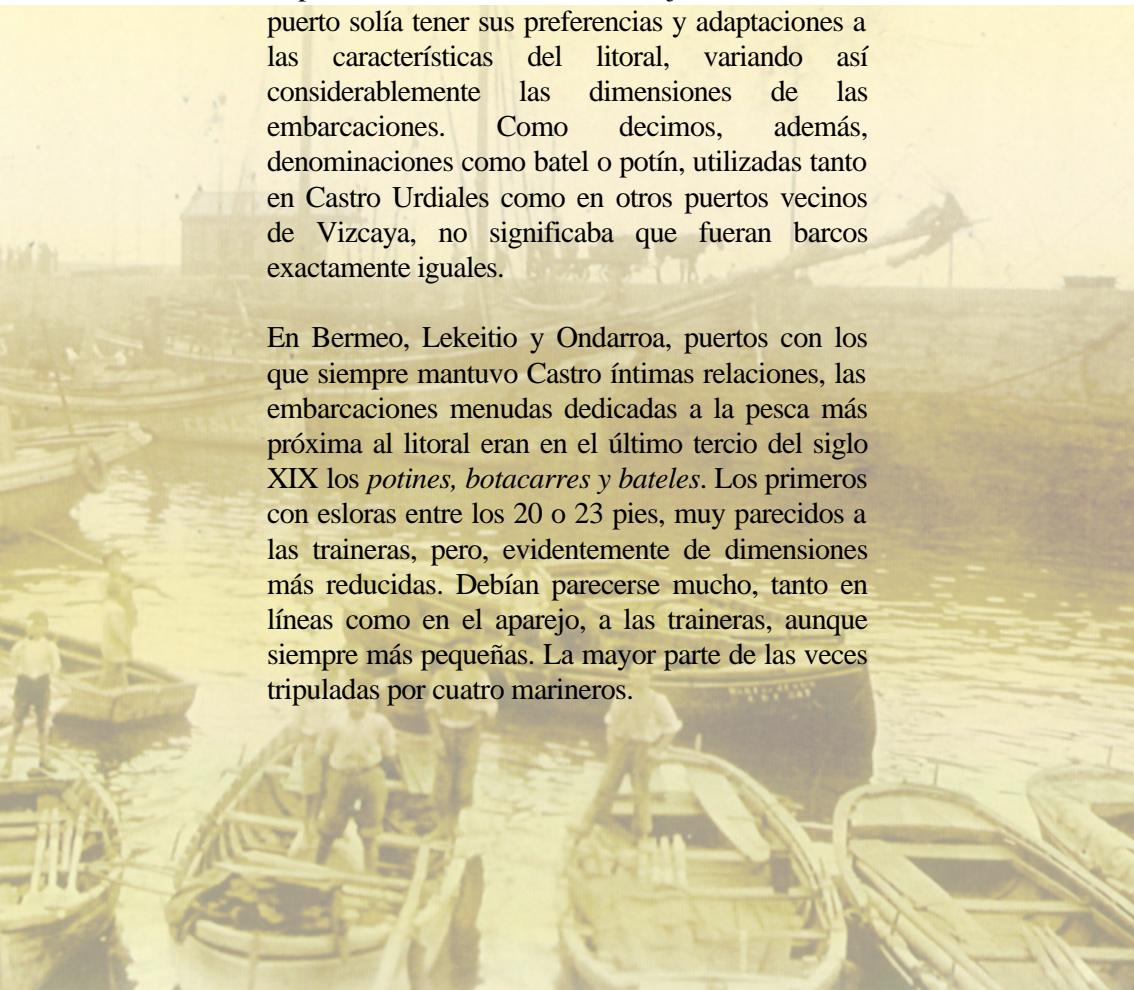 puerto solía tener sus preferencias y adaptaciones a
las características del litoral, variando así
considerablemente las dimensiones de las
embarcaciones. Como decimos, además,
denominaciones como batel o potín, utilizadas tanto
en Castro Urdiales como en otros puertos vecinos
de Vizcaya, no significaba que fueran barcos
exactamente iguales.
En Bermeo, Lekeitio y Ondarroa, puertos con los
que siempre mantuvo Castro íntimas relaciones, las
embarcaciones menudas dedicadas a la pesca más
próxima al litoral eran en el último tercio del siglo
XIX los potines, botacarres y bateles. Los primeros
con esloras entre los 20 o 23 pies, muy parecidos a
las traineras, pero, evidentemente de dimensiones
más reducidas. Debían parecerse mucho, tanto en
líneas como en el aparejo, a las traineras, aunque
siempre más pequeñas. La mayor parte de las veces
tripuladas por cuatro marineros.